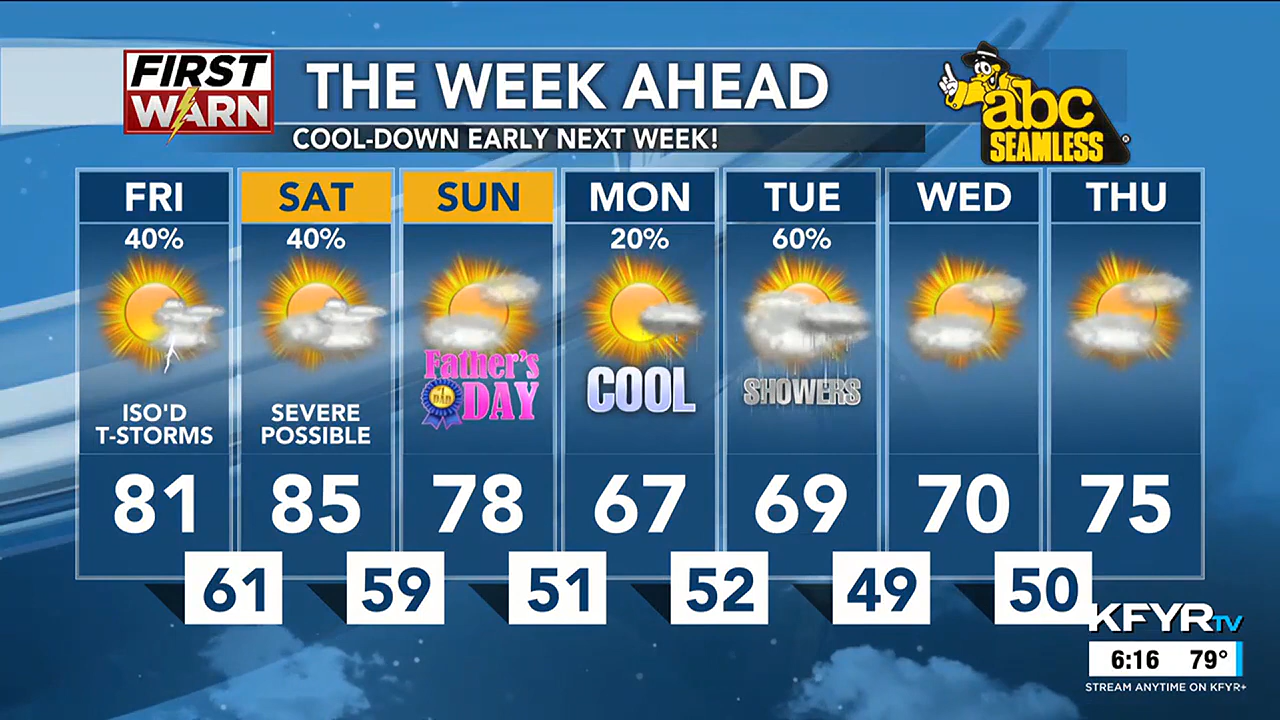 FIRST
WARN
THE WEEK AHEAD
COOL-DOWN EARLY NEXT WEEK!
abc
SEAMLESS
FRI
SAT
SUN
MON
TUE
WED
THU
40%
40%
20%
60%
Father's
#1
DAD
DAY
COOL
SHOWERS
ISO'D
T-STORMS
SEVERE
POSSIBLE
81
85
78
67
69
70
75
61
59
51
52
49
50
KFYRTV
6:16 79°
STREAM ANYTIME ON KFYR+